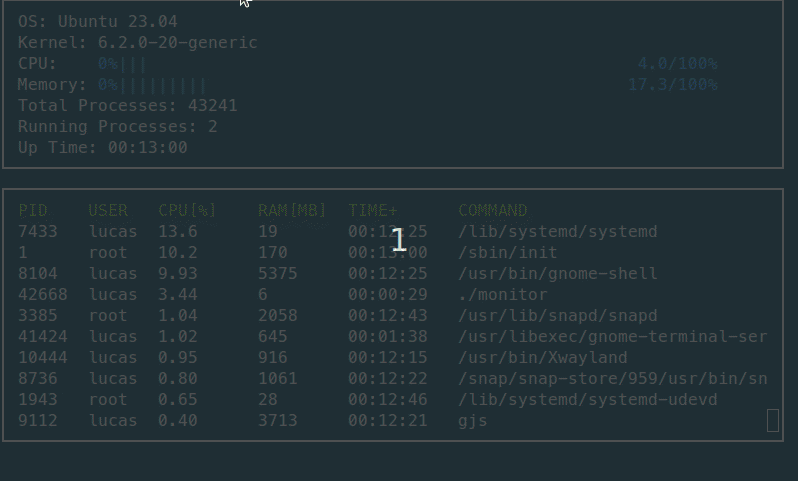 OS: Ubuntu 23.04
Kernel: 6.2.0-20-generic
CPU: 0%||| 4.0/100%
Memory: 0%||||||||| 17.3/100%
Total Processes: 43241
Running Processes: 2
Up Time: 00:13:00
PID USER CPU[%] RAM[MB] TIME+ COMMAND
7433 lucas 13.6 19 00:12:25 /lib/systemd/systemd
1
1 root 10.2 170 00:13:00 /sbin/init
8104 lucas 9.93 5375 00:12:25 /usr/bin/gnome-shell
42668 lucas 3.44 6 00:00:29 ./monitor
3385 root 1.04 2058 00:12:43 /usr/lib/snapd/snapd
41424 lucas 1.02 645 00:01:38 /usr/libexec/gnome-terminal-ser
10444 lucas 0.95 916 00:12:15 /usr/bin/Xwayland
8736 lucas 0.80 1061 00:12:22 /snap/snap-store/959/usr/bin/sn
1943 root 0.65 28 00:12:46 /lib/systemd/systemd-udevd
9112 lucas 0.40 3713 00:12:21 gjs